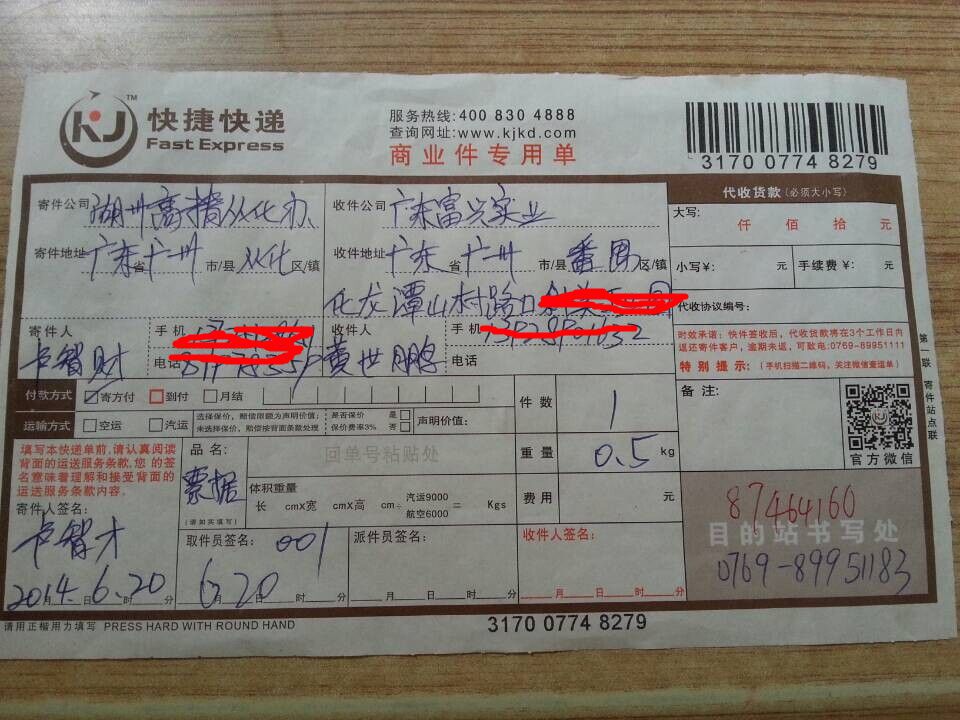 KJ TM 快捷快递
Fast Express
服务热线:400 830 4888
查询网址:www.kjkd.com
商业件专用单
3170 0774 8279
寄件公司 湖州 从化办
收件公司 广东富兴实业
寄件地址 广东省广州市/县从化区/镇
收件地址 广东省广州市/县番禺区/镇
化龙潭山村路口
寄件人 卢智财
手机
电话
收件人 黄世鹏
手机
电话
代收货款(必须大小写)
大写: 仟 佰 拾 元
小写¥: 元 手续费¥: 元
代收协议编号:
时效承诺:快件签收后,代收货款将在3个工作日内
返还寄件客户,逾期未返,可致电:0769-89951111
特别提示:(手机扫描二维码,关注微信查运单)
付款方式 寄方付 到付 月结
运输方式 空运 汽运
选择保价,赔偿限额为声明价值;
未选择保价,赔偿按背面条款处理
是否保价 是
保价费率3% 否
声明价值:
件数 1
重量 0.5 kg
费用 元
备注:
官方微信
第一联 寄件站点联
填写本快递单前,请认真阅读
背面的运送服务条款,您的签
名意味着理解和接受背面的
运送服务条款内容.
寄件人签名:
卢智才
2014.6.20
月 日 时 分
品名:
票据
(请如实填写)
回单号粘贴处
体积重量
长 cmX宽 cmX高 cm÷ 汽运9000 航空6000 = Kgs
取件员签名: 001
6.20
月 日 时 分
派件员签名:
月 日 时 分
收件人签名:
月 日 时 分
87464160
目的站书写处
0769-89951183
请用正楷用力填写 PRESS HARD WITH ROUND HAND
3170 0774 8279